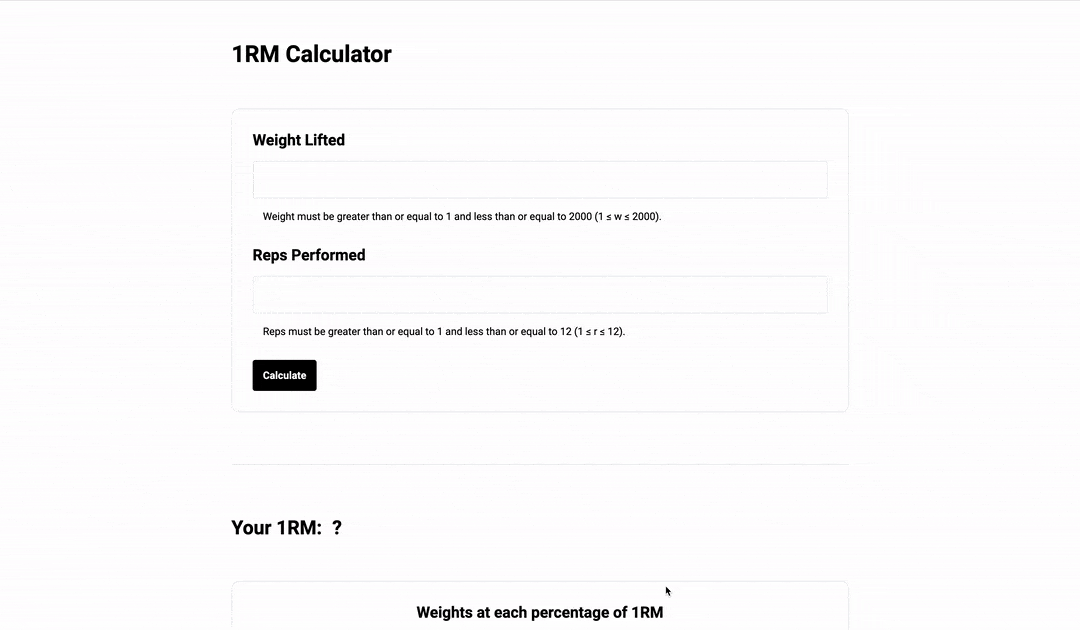 1RM Calculator
Weight Lifted
Weight must be greater than or equal to 1 and less than or equal to 2000 (1 ≤ w ≤ 2000).
Reps Performed
Reps must be greater than or equal to 1 and less than or equal to 12 (1 ≤ r ≤ 12).
Calculate
Your 1RM: ?
Weights at each percentage of 1RM